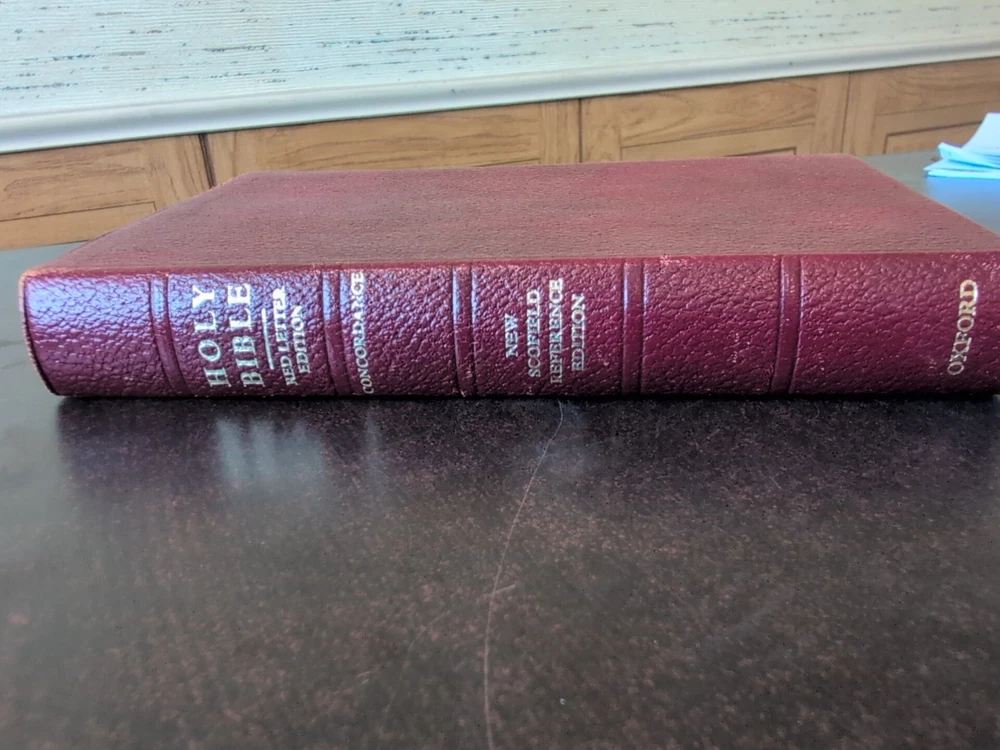 HOLY
BIBLE
RED LETTER
EDITION
CONCORDANCE
NEW
SCOFIELD
REFERENCE
EDITION
OXFORD